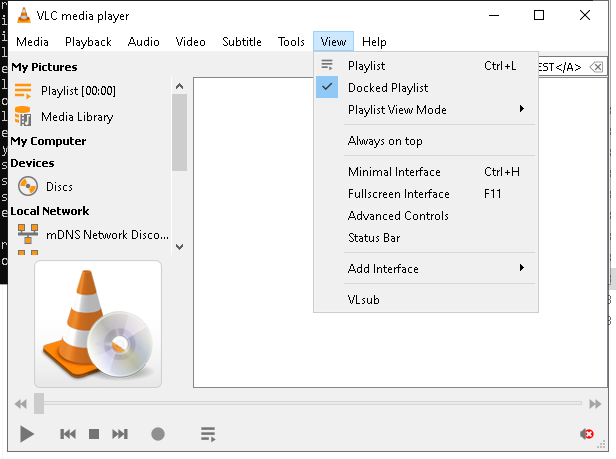 VLC media player
Media Playback Audio Video Subtitle Tools View Help
My Pictures
Playlist [00:00]
Media Library
My Computer
Devices
Discs
Local Network
mDNS Network Disco...
EST</A>
Playlist Ctrl+L
Docked Playlist
Playlist View Mode
Always on top
Minimal Interface Ctrl+H
Fullscreen Interface F11
Advanced Controls
Status Bar
Add Interface
VLsub